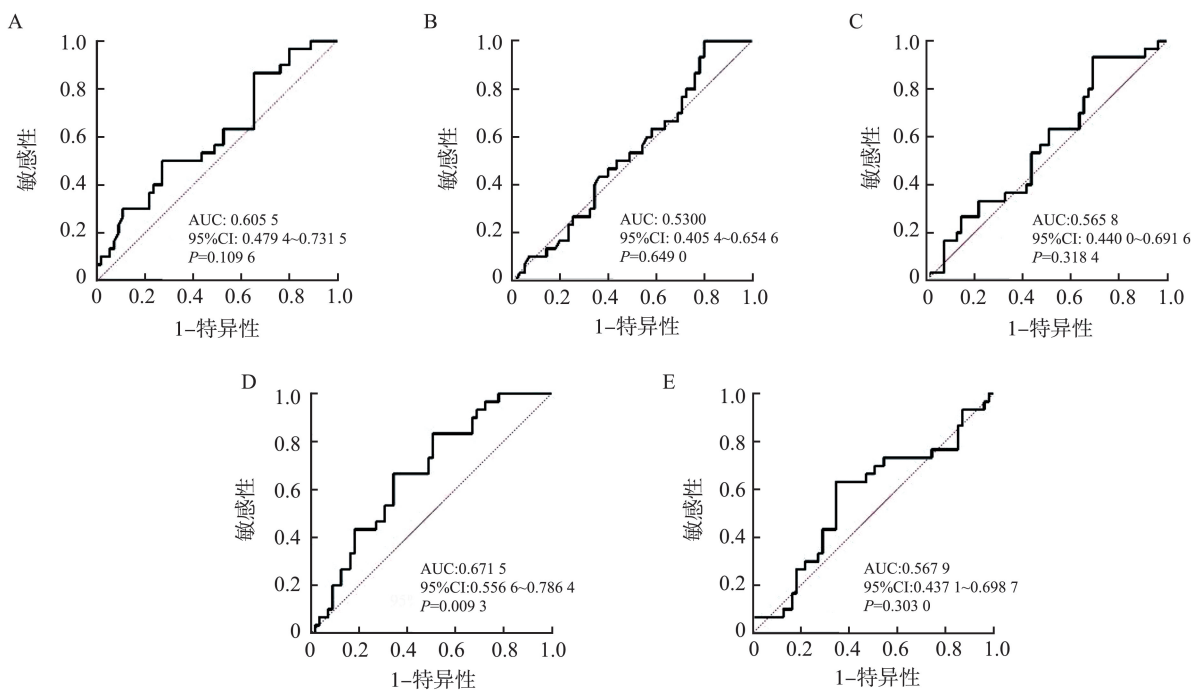 A
1.0
0.8
0.6
0.4
0.2
0
敏感性
AUC: 0.605 5
95%CI: 0.479 4~0.731 5
P=0.109 6
0 0.2 0.4 0.6 0.8 1.0
1-特异性
B
1.0
0.8
0.6
0.4
0.2
0
敏感性
AUC: 0.5300
95%CI: 0.405 4~0.654 6
P=0.649 0
0 0.2 0.4 0.6 0.8 1.0
1-特异性
C
1.0
0.8
0.6
0.4
0.2
0
敏感性
AUC:0.565 8
95%CI: 0.440 0~0.691 6
P=0.318 4
0 0.2 0.4 0.6 0.8 1.0
1-特异性
D
1.0
0.8
0.6
0.4
0.2
0
敏感性
AUC:0.671 5
95%CI:0.556 6~0.786 4
P=0.009 3
0 0.2 0.4 0.6 0.8 1.0
1-特异性
E
1.0
0.8
0.6
0.4
0.2
0
敏感性
AUC:0.567 9
95%CI:0.437 1~0.698 7
P=0.303 0
0 0.2 0.4 0.6 0.8 1.0
1-特异性